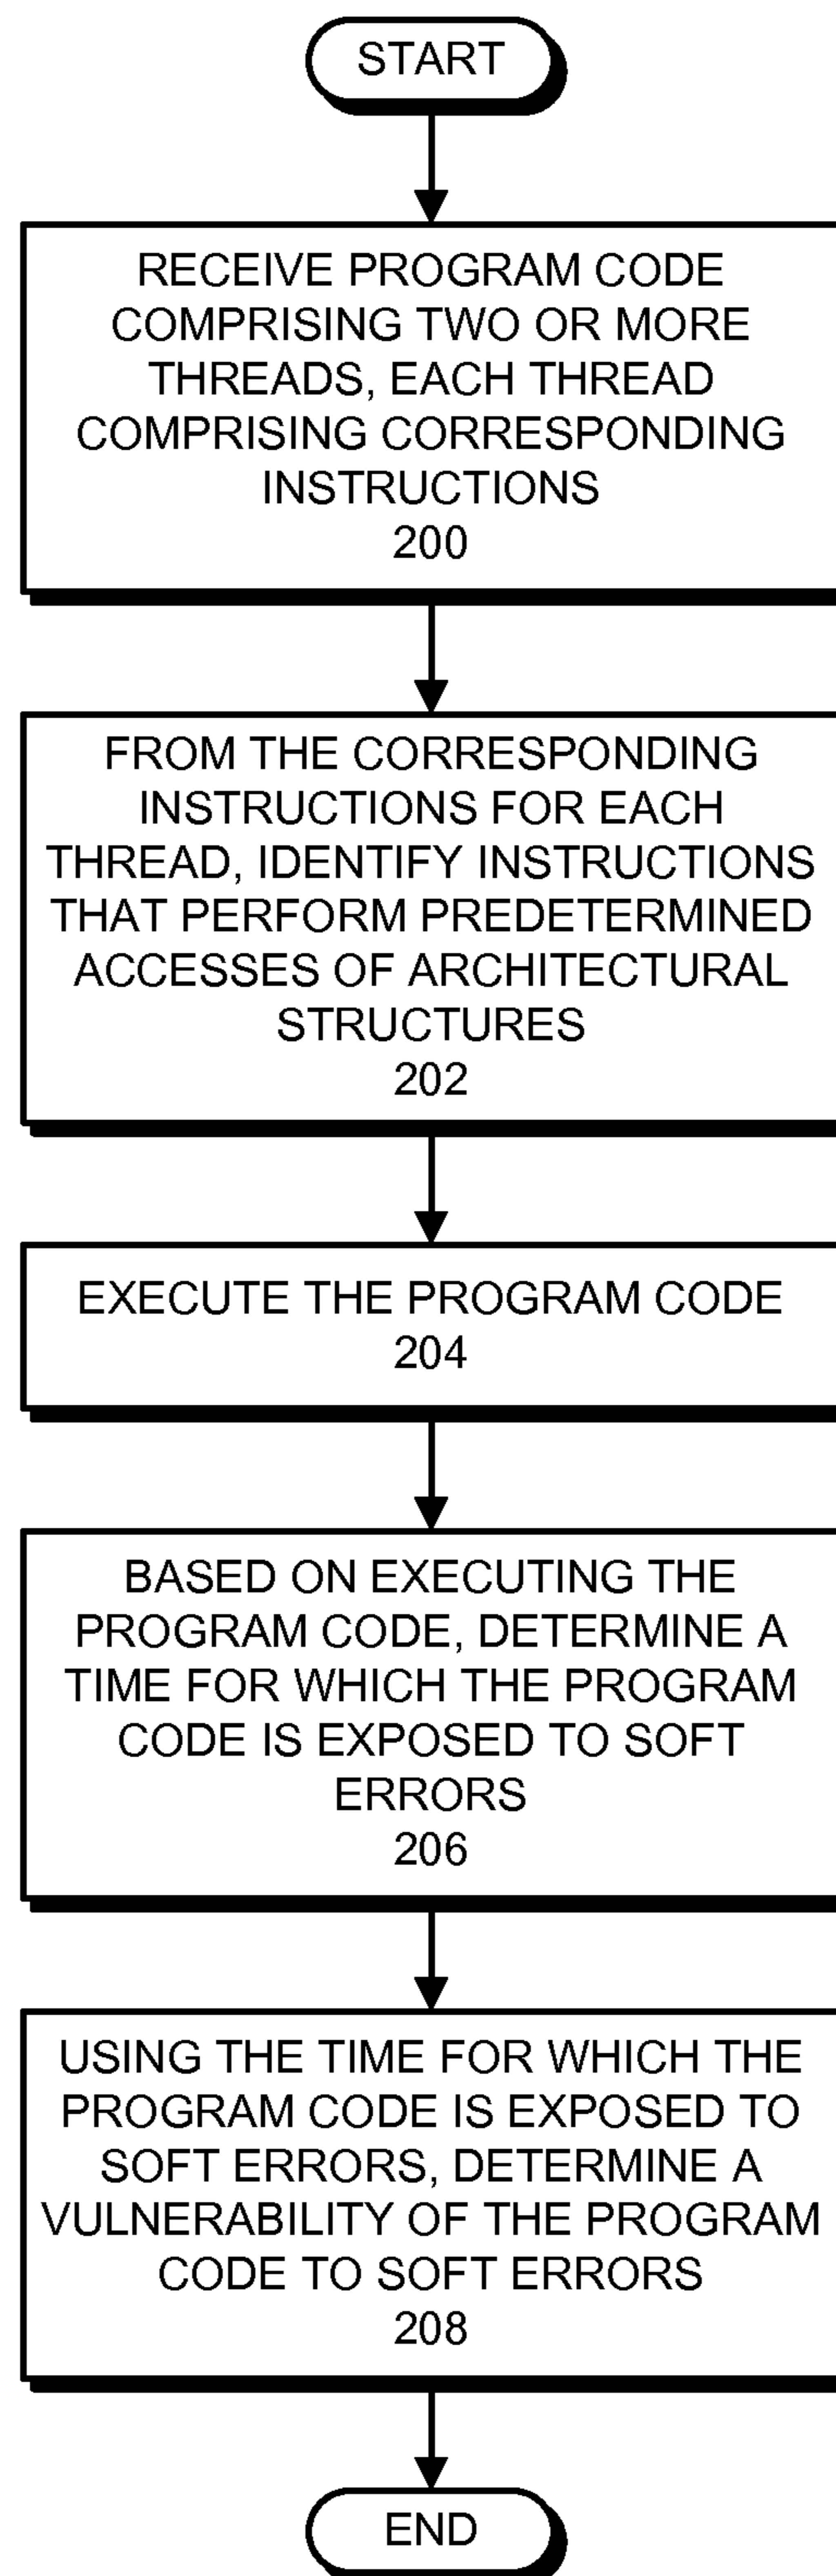 START
RECEIVE PROGRAM CODE
COMPRISING TWO OR MORE
THREADS, EACH THREAD
COMPRISING CORRESPONDING
INSTRUCTIONS
200
FROM THE CORRESPONDING
INSTRUCTIONS FOR EACH
THREAD, IDENTIFY INSTRUCTIONS
THAT PERFORM PREDETERMINED
ACCESSES OF ARCHITECTURAL
STRUCTURES
202
EXECUTE THE PROGRAM CODE
204
BASED ON EXECUTING THE
PROGRAM CODE, DETERMINE A
TIME FOR WHICH THE PROGRAM
CODE IS EXPOSED TO SOFT
ERRORS
206
USING THE TIME FOR WHICH THE
PROGRAM CODE IS EXPOSED TO
SOFT ERRORS, DETERMINE A
VULNERABILITY OF THE PROGRAM
CODE TO SOFT ERRORS
208
END